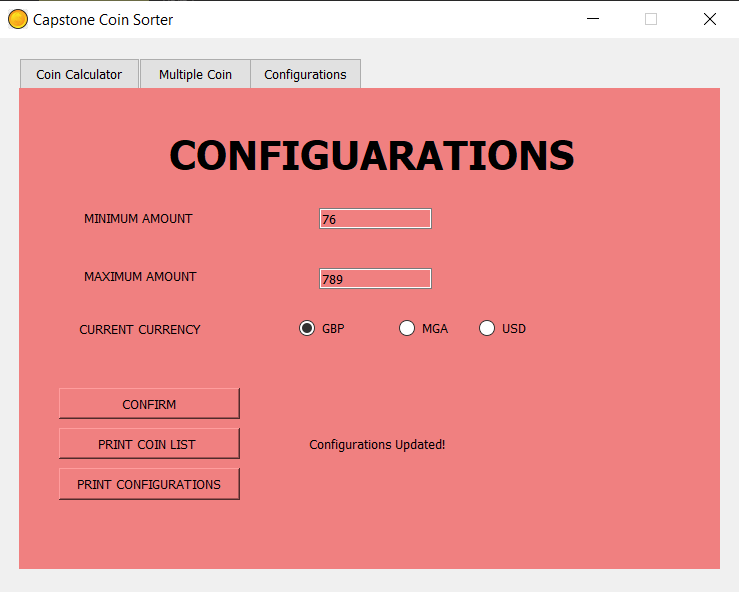 Capstone Coin Sorter
Coin Calculator Multiple Coin Configurations
CONFIGUARATIONS
MINIMUM AMOUNT 76
MAXIMUM AMOUNT 789
CURRENT CURRENCY GBP MGA USD
CONFIRM
PRINT COIN LIST Configurations Updated!
PRINT CONFIGURATIONS